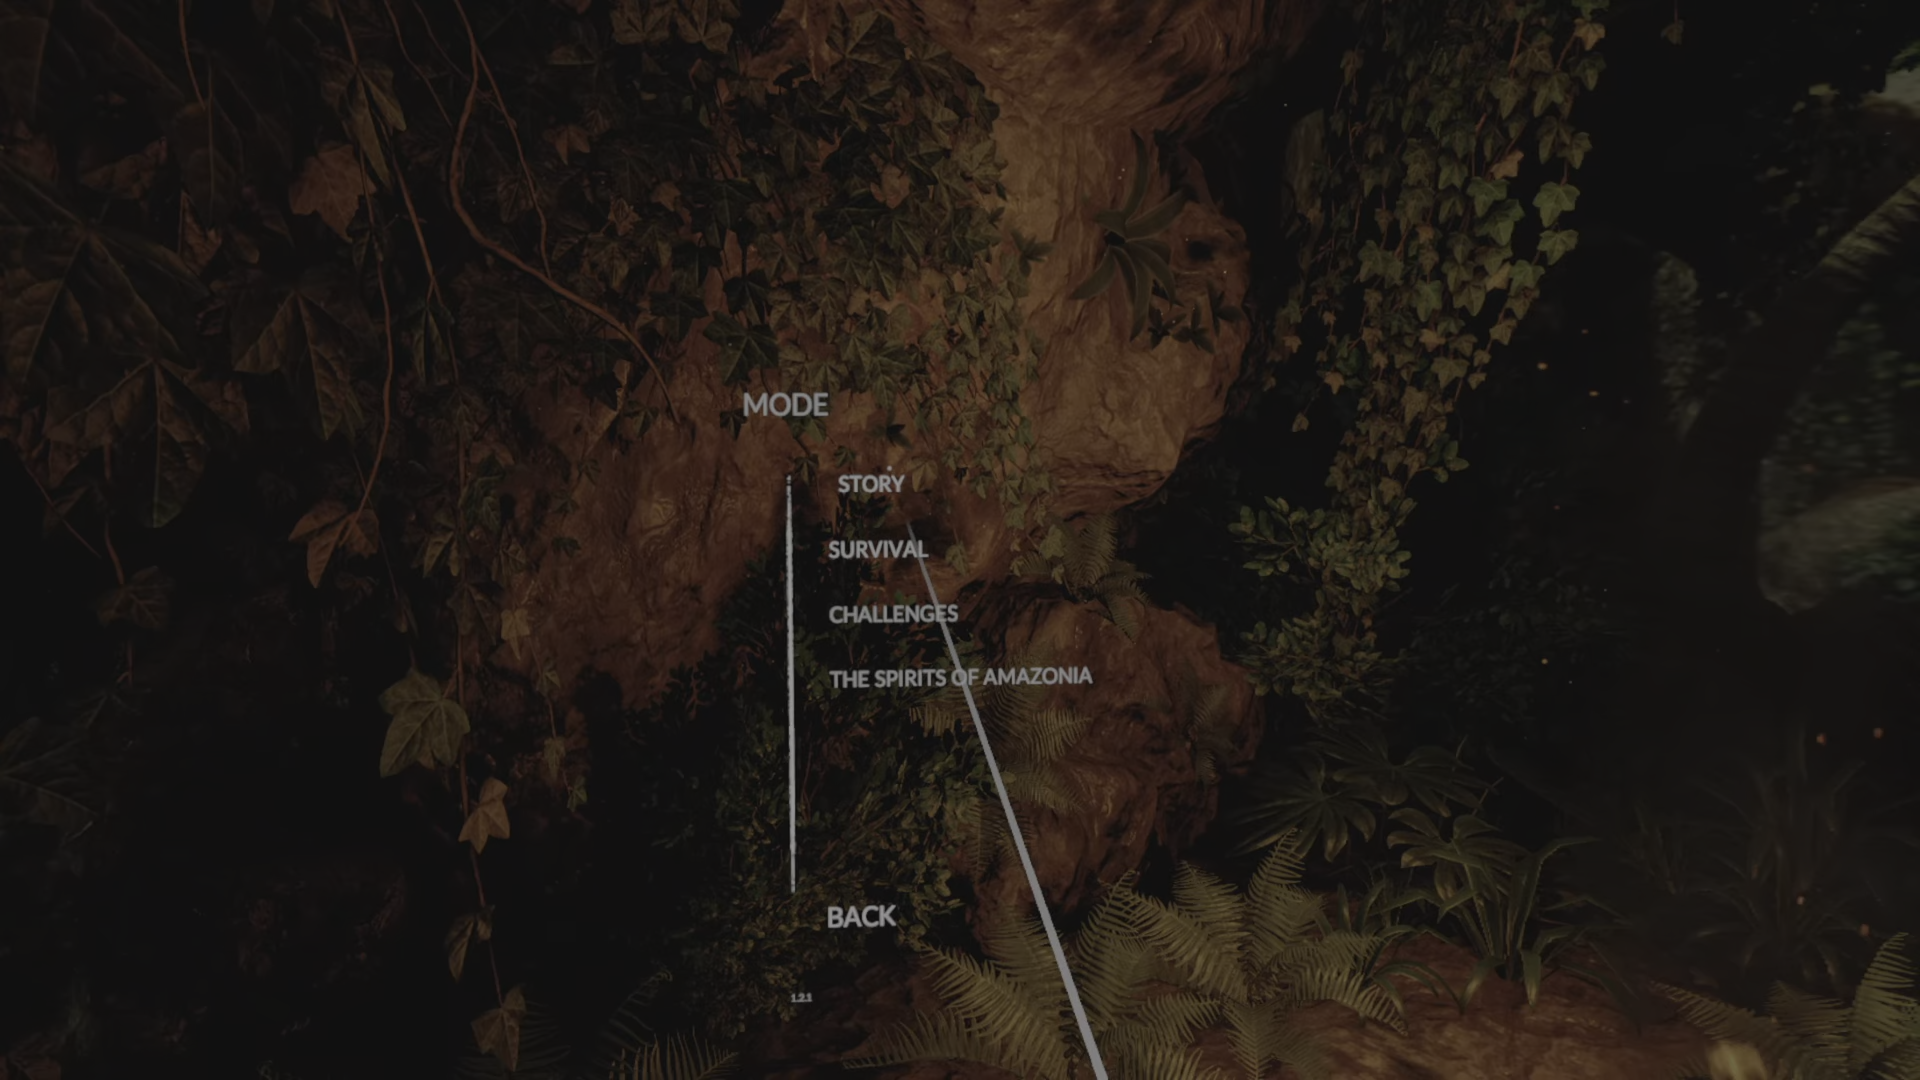 MODE
STORY
SURVIVAL
CHALLENGES
THE SPIRITS OF AMAZONIA
BACK
1.2.1